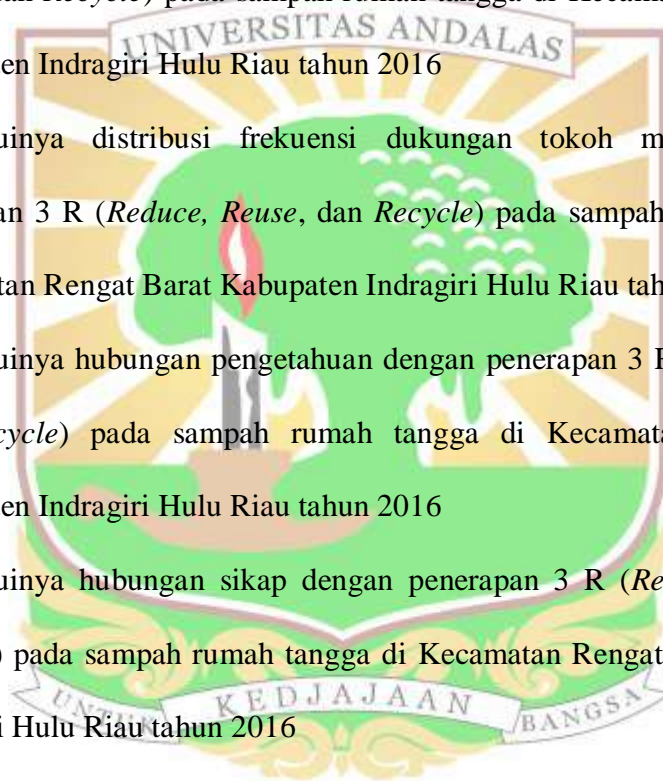 an Recycle) pada sampah rumah tangga di Kecama
UNIVERSITAS ANDALAS
en Indragiri Hulu Riau tahun 2016
uinya distribusi frekuensi dukungan tokoh m
an 3 R (Reduce, Reuse, dan Recycle) pada sampah
tan Rengat Barat Kabupaten Indragiri Hulu Riau tah
uinya hubungan pengetahuan dengan penerapan 3 R
cycle) pada sampah rumah tangga di Kecamata
en Indragiri Hulu Riau tahun 2016
uinya hubungan sikap dengan penerapan 3 R (Re
) pada sampah rumah tangga di Kecamatan Rengat
UNTUK KEDJAJAAN BANGSA
i Hulu Riau tahun 2016